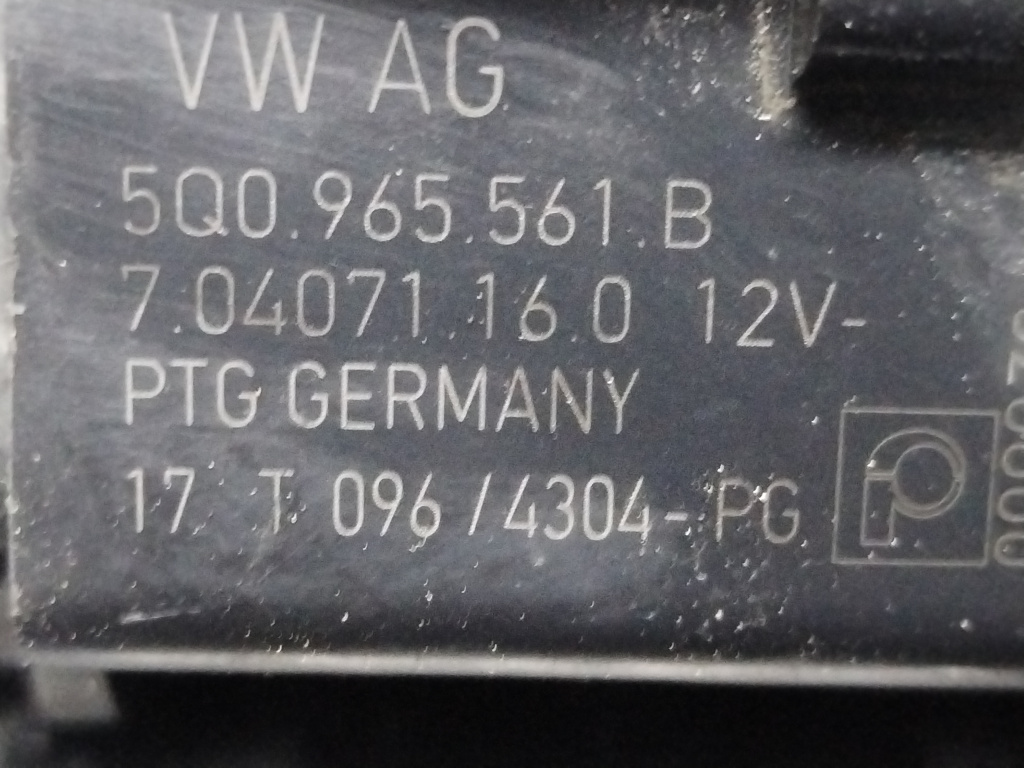 VW AG
5Q0.965.561.B
7.04071.16.0 12V-
PTG GERMANY
17 T 096 /4304- PG